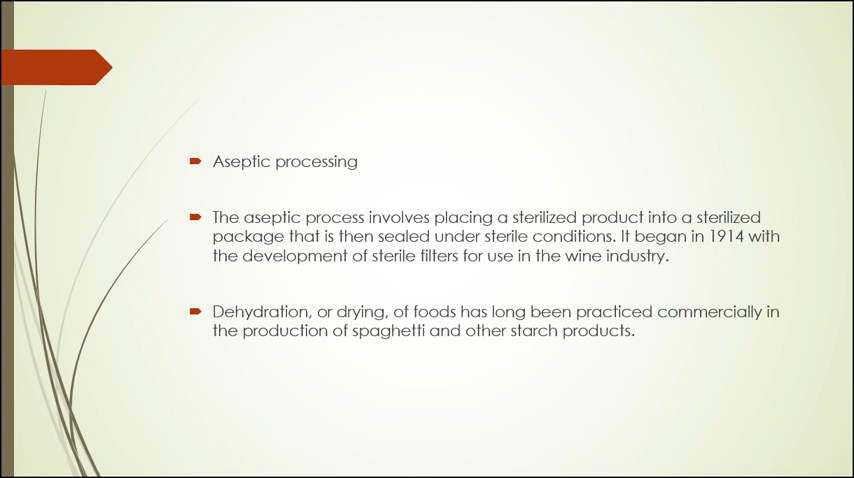 Aseptic processing
The aseptic process involves placing a sterilized product into a sterilized
package that is then sealed under sterile conditions. It began in 1914 with
the development of sterile filters for use in the wine industry.
Dehydration, or drying, of foods has long been practiced commercially in
the production of spaghetti and other starch products.